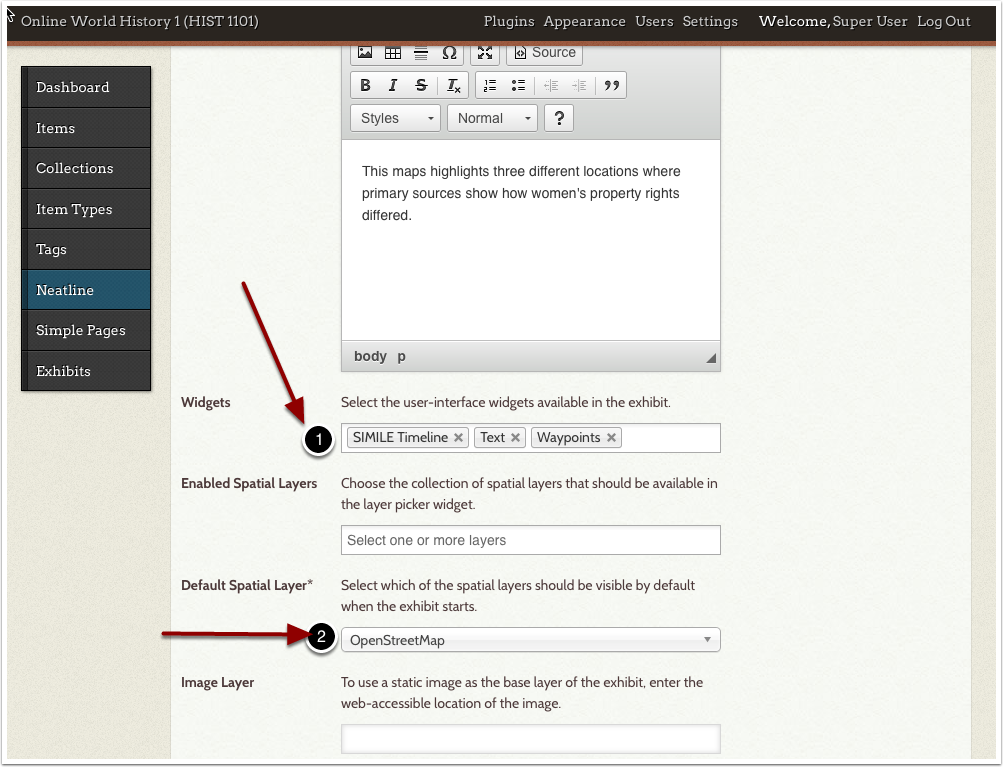 Online World History 1 (HIST 1101)
Plugins Appearance Users Settings Welcome, Super User Log Out
Dashboard
Items
Collections
Item Types
Tags
Neatline
Simple Pages
Exhibits
Ω Source
B I S Tx
Styles Normal ?
This maps highlights three different locations where
primary sources show how women's property rights
differed.
body p
Widgets
Select the user-interface widgets available in the exhibit.
1
SIMILE Timeline × Text × Waypoints ×
Enabled Spatial Layers
Choose the collection of spatial layers that should be available in
the layer picker widget.
Select one or more layers
Default Spatial Layer*
Select which of the spatial layers should be visible by default
when the exhibit starts.
2
OpenStreetMap
Image Layer
To use a static image as the base layer of the exhibit, enter the
web-accessible location of the image.